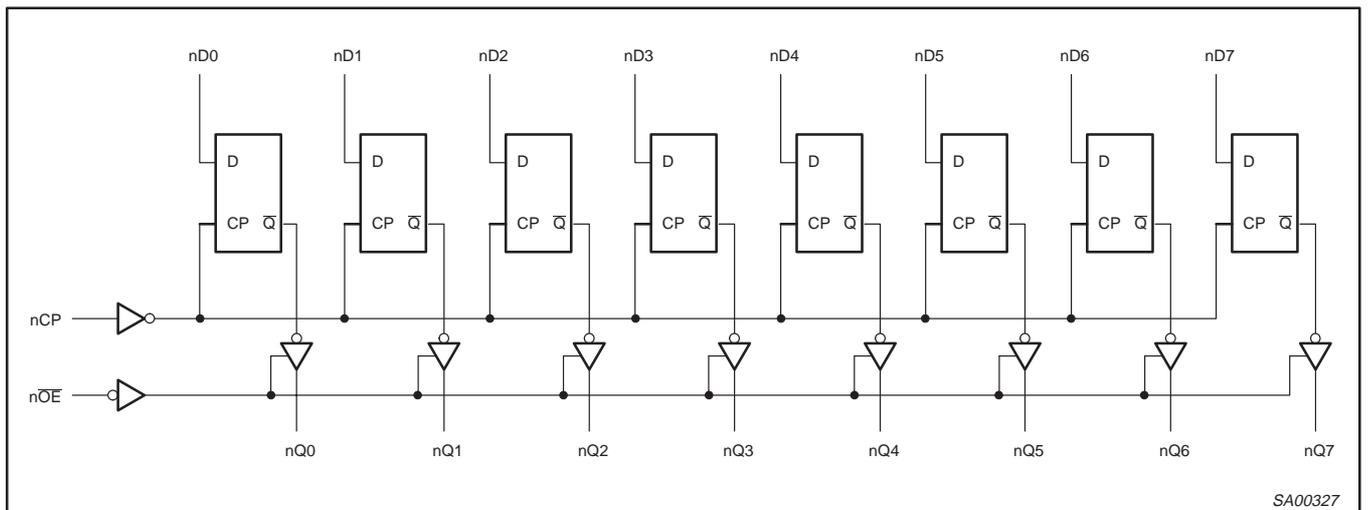 nD0 nD1 nD2 nD3 nD4 nD5 nD6 nD7
D D D D D D D D
CP Q̅ CP Q̅ CP Q̅ CP Q̅ CP Q̅ CP Q̅ CP Q̅ CP Q̅
nCP
nO̅E̅
nQ0 nQ1 nQ2 nQ3 nQ4 nQ5 nQ6 nQ7
SA00327